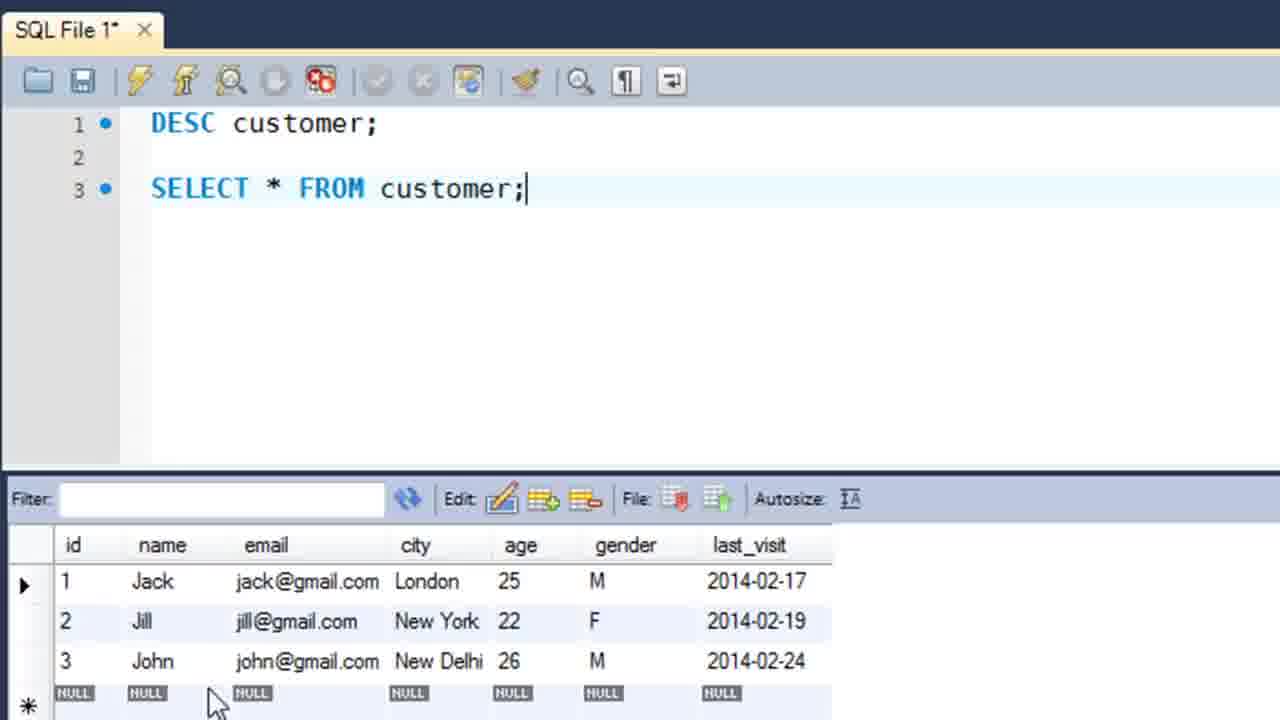 SQL File 1*
1 DESC customer;
2
3 SELECT * FROM customer;
Filter: Edit: File: Autosize:
id name email city age gender last_visit
1 Jack jack@gmail.com London 25 M 2014-02-17
2 Jill jill@gmail.com New York 22 F 2014-02-19
3 John john@gmail.com New Delhi 26 M 2014-02-24
NULL NULL NULL NULL NULL NULL NULL